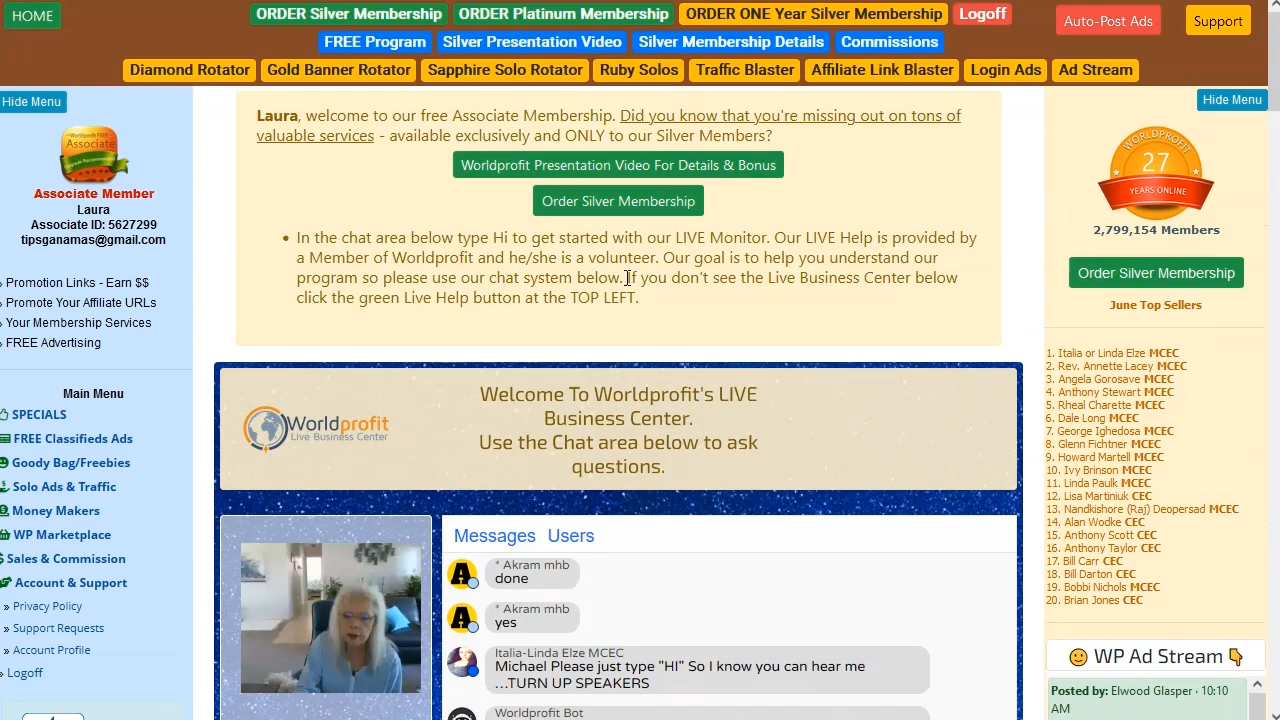 HOME
ORDER Silver Membership
ORDER Platinum Membership
ORDER ONE Year Silver Membership
Logoff
Auto-Post Ads
Support
FREE Program
Silver Presentation Video
Silver Membership Details
Commissions
Diamond Rotator
Gold Banner Rotator
Sapphire Solo Rotator
Ruby Solos
Traffic Blaster
Affiliate Link Blaster
Login Ads
Ad Stream
Hide Menu
Associate Member
Laura
Associate ID: 5627299
tipsganamas@gmail.com
Promotion Links - Earn $$
Promote Your Affiliate URLs
Your Membership Services
FREE Advertising
Main Menu
SPECIALS
FREE Classifieds Ads
Goody Bag/Freebies
Solo Ads & Traffic
Money Makers
WP Marketplace
Sales & Commission
Account & Support
» Privacy Policy
» Support Requests
» Account Profile
» Logoff
Laura, welcome to our free Associate Membership. Did you know that you're missing out on tons of
valuable services - available exclusively and ONLY to our Silver Members?
Worldprofit Presentation Video For Details & Bonus
Order Silver Membership
• In the chat area below type Hi to get started with our LIVE Monitor. Our LIVE Help is provided by
a Member of Worldprofit and he/she is a volunteer. Our goal is to help you understand our
program so please use our chat system below. If you don't see the Live Business Center below
click the green Live Help button at the TOP LEFT.
Worldprofit
Live Business Center
Welcome To Worldprofit's LIVE
Business Center.
Use the Chat area below to ask
questions.
Messages Users
* Akram mhb
done
* Akram mhb
yes
Italia-Linda Elze MCEC
Michael Please just type "HI" So I know you can hear me
...TURN UP SPEAKERS
Worldprofit Bot
Hide Menu
WORLDPROFIT
27
YEARS ONLINE
2,799,154 Members
Order Silver Membership
June Top Sellers
1. Italia or Linda Elze MCEC
2. Rev. Annette Lacey MCEC
3. Angela Gorosave MCEC
4. Anthony Stewart MCEC
5. Rheal Charette MCEC
6. Dale Long MCEC
7. George Ighedosa MCEC
8. Glenn Fichtner MCEC
9. Howard Martell MCEC
10. Ivy Brinson MCEC
11. Linda Paulk MCEC
12. Lisa Martiniuk CEC
13. Nandkishore (Raj) Deopersad MCEC
14. Alan Wodke CEC
15. Anthony Scott CEC
16. Anthony Taylor CEC
17. Bill Carr CEC
18. Bill Darton CEC
19. Bobbi Nichols MCEC
20. Brian Jones CEC
WP Ad Stream
Posted by: Elwood Glasper · 10:10
AM